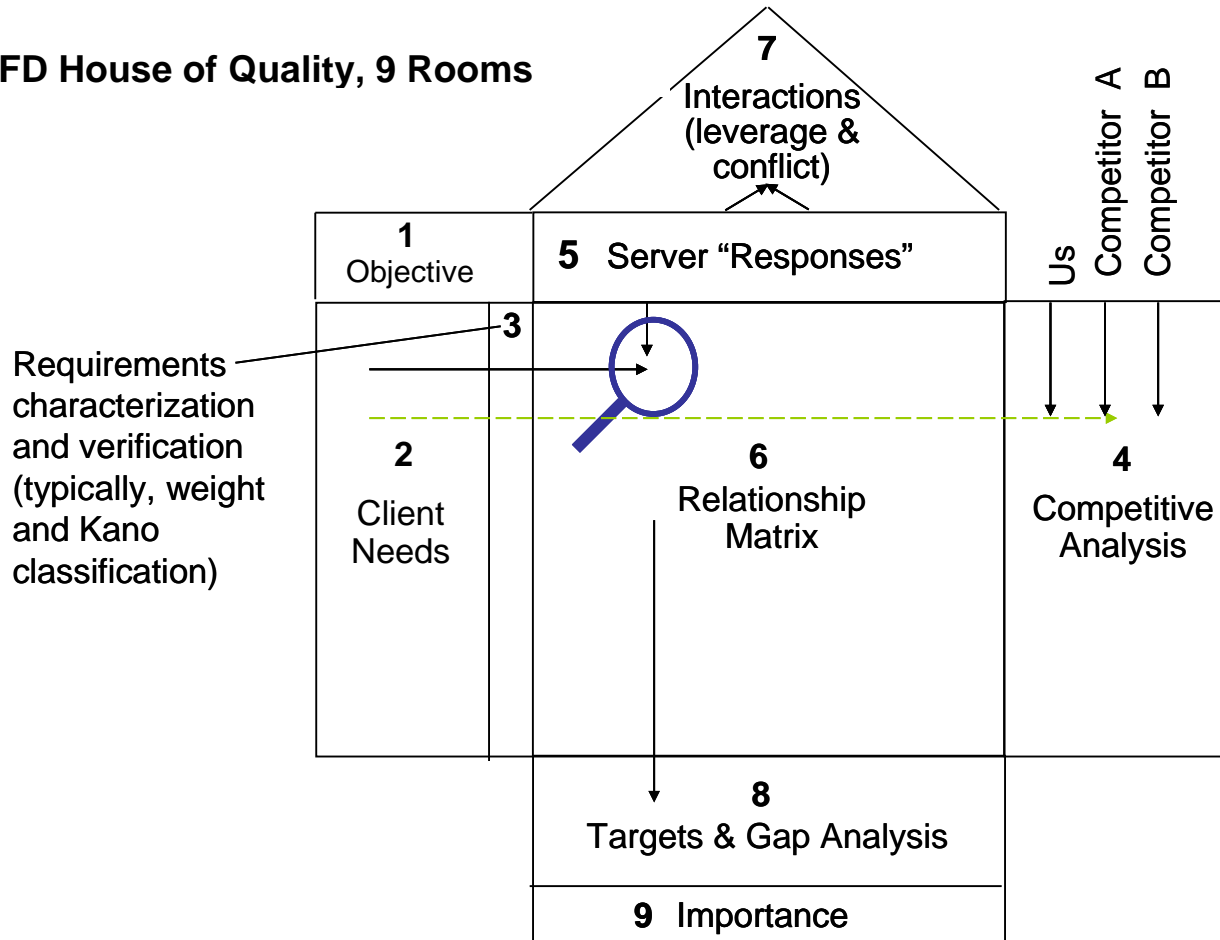 FD House of Quality, 9 Rooms
7
Interactions
(leverage &
conflict)
Us
Competitor A
Competitor B
1
Objective
5 Server “Responses”
3
Requirements
characterization
and verification
(typically, weight
and Kano
classification)
2
Client
Needs
6
Relationship
Matrix
4
Competitive
Analysis
8
Targets & Gap Analysis
9 Importance